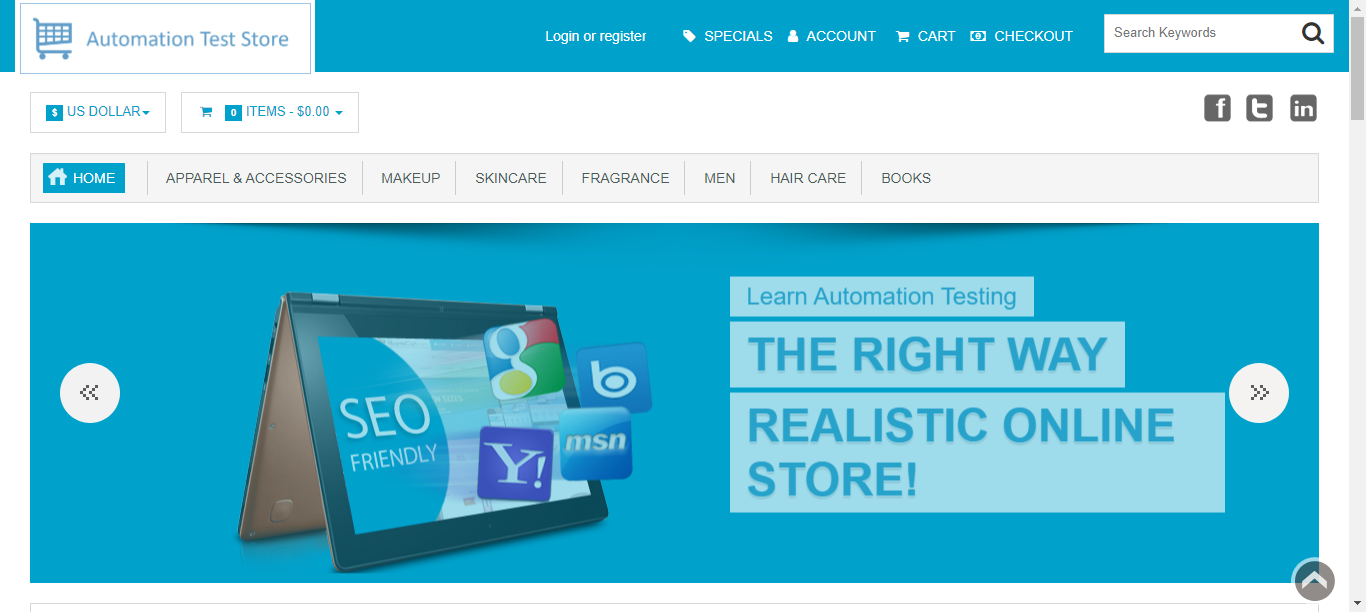 Automation Test Store
Login or register SPECIALS ACCOUNT CART CHECKOUT Search Keywords
$ US DOLLAR 0 ITEMS - $0.00
f t in
HOME APPAREL & ACCESSORIES MAKEUP SKINCARE FRAGRANCE MEN HAIR CARE BOOKS
Learn Automation Testing
THE RIGHT WAY
REALISTIC ONLINE
STORE!
SEO
FRIENDLY
g
b
msn
Y!